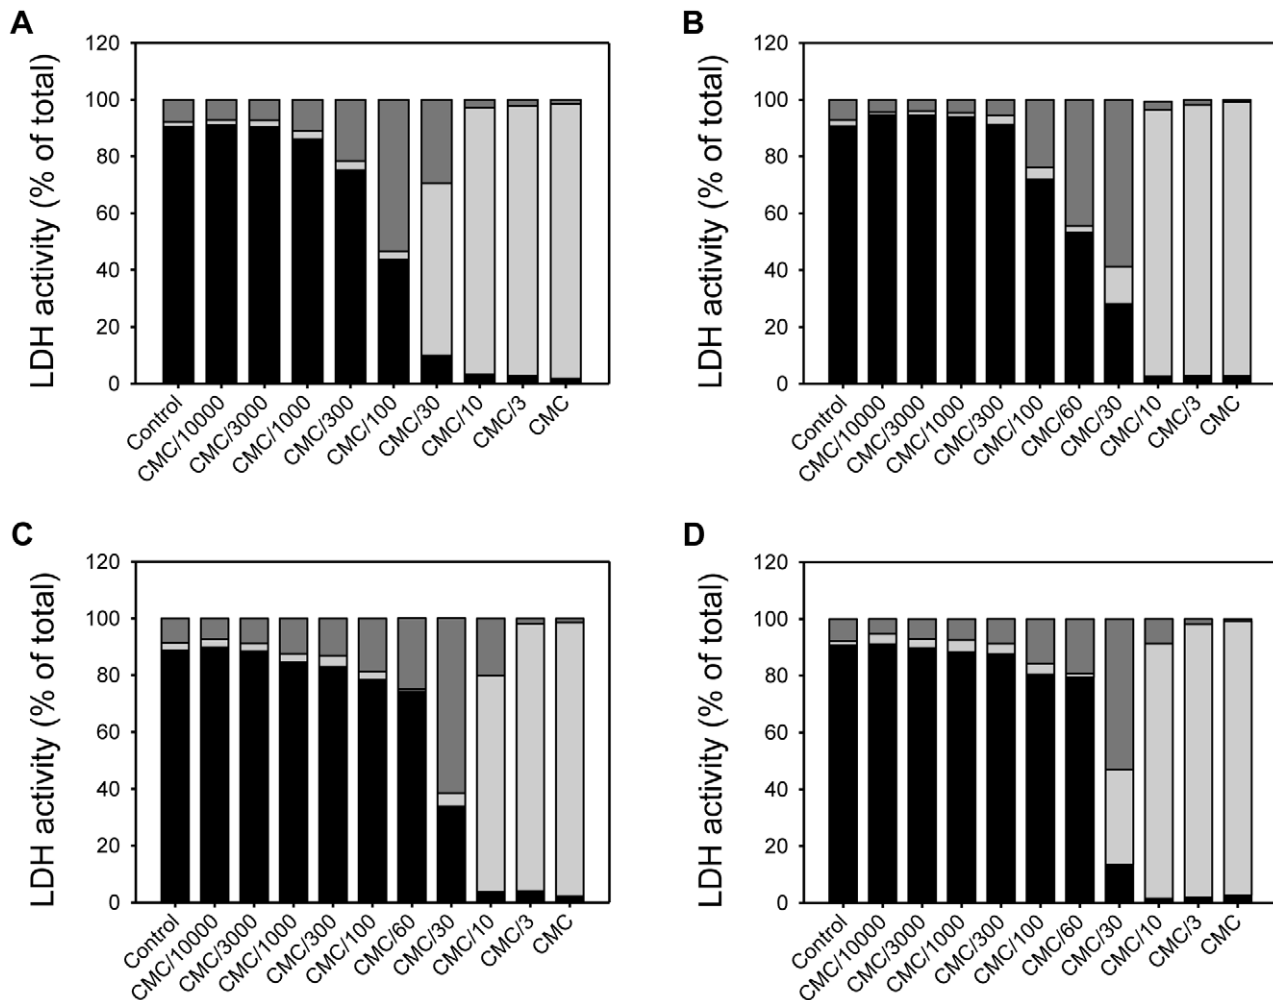 A
LDH activity (% of total)
120
100
80
60
40
20
0
Control
CMC/10000
CMC/3000
CMC/1000
CMC/300
CMC/100
CMC/30
CMC/10
CMC/3
CMC
B
LDH activity (% of total)
120
100
80
60
40
20
0
Control
CMC/10000
CMC/3000
CMC/1000
CMC/300
CMC/100
CMC/60
CMC/30
CMC/10
CMC/3
CMC
C
LDH activity (% of total)
120
100
80
60
40
20
0
Control
CMC/10000
CMC/3000
CMC/1000
CMC/300
CMC/100
CMC/60
CMC/30
CMC/10
CMC/3
CMC
D
LDH activity (% of total)
120
100
80
60
40
20
0
Control
CMC/10000
CMC/3000
CMC/1000
CMC/300
CMC/100
CMC/60
CMC/30
CMC/10
CMC/3
CMC